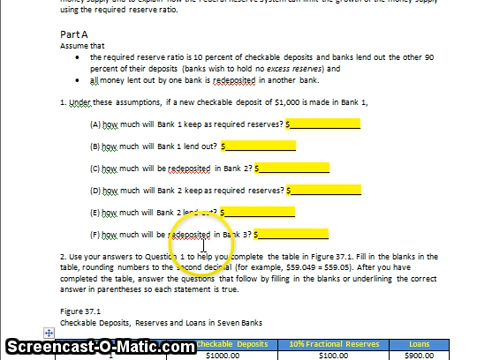 money supply and to explain how the Federal Reserve System can limit the growth of the money supply
using the required reserve ratio.
Part A
Assume that
• the required reserve ratio is 10 percent of checkable deposits and banks lend out the other 90
percent of their deposits (banks wish to hold no excess reserves) and
• all money lent out by one bank is redeposited in another bank.
1. Under these assumptions, if a new checkable deposit of $1,000 is made in Bank 1,
(A) how much will Bank 1 keep as required reserves? $
(B) how much will Bank 1 lend out? $
(C) how much will be redeposited in Bank 2? $
(D) how much will Bank 2 keep as required reserves? $
(E) how much will Bank 2 lend out? $
(F) how much will be redeposited in Bank 3? $
2. Use your answers to Question 1 to help you complete the table in Figure 37.1. Fill in the blanks in the
table, rounding numbers to the second decimal (for example, $59.049 = $59.05). After you have
completed the table, answer the questions that follow by filling in the blanks or underlining the correct
answer in parentheses so each statement is true.
Figure 37.1
Checkable Deposits, Reserves and Loans in Seven Banks
Checkable Deposits 10% Fractional Reserves Loans
1 $1000.00 $100.00 $900.00
Screencast-O-Matic.com